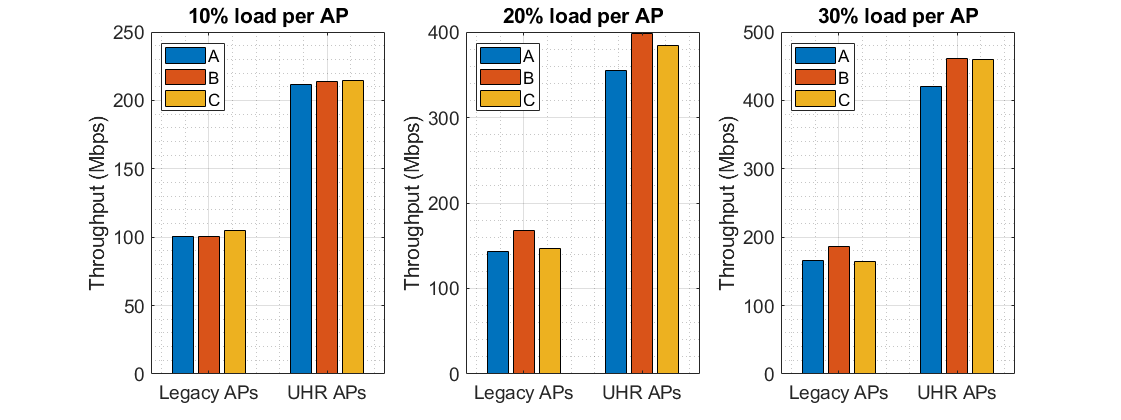 10% load per AP
Throughput (Mbps)
250
200
150
100
50
0
A
B
C
Legacy APs
UHR APs
20% load per AP
Throughput (Mbps)
400
300
200
100
0
A
B
C
Legacy APs
UHR APs
30% load per AP
Throughput (Mbps)
500
400
300
200
100
0
A
B
C
Legacy APs
UHR APs